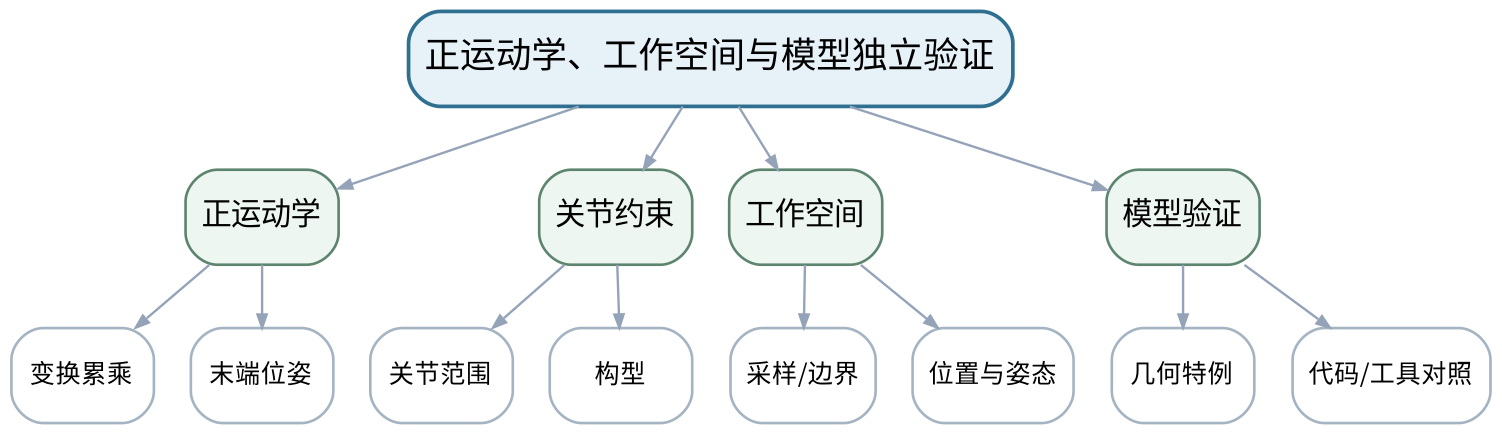 正运动学、工作空间与模型独立验证
正运动学
关节约束
工作空间
模型验证
变换累乘
末端位姿
关节范围
构型
采样/边界
位置与姿态
几何特例
代码/工具对照